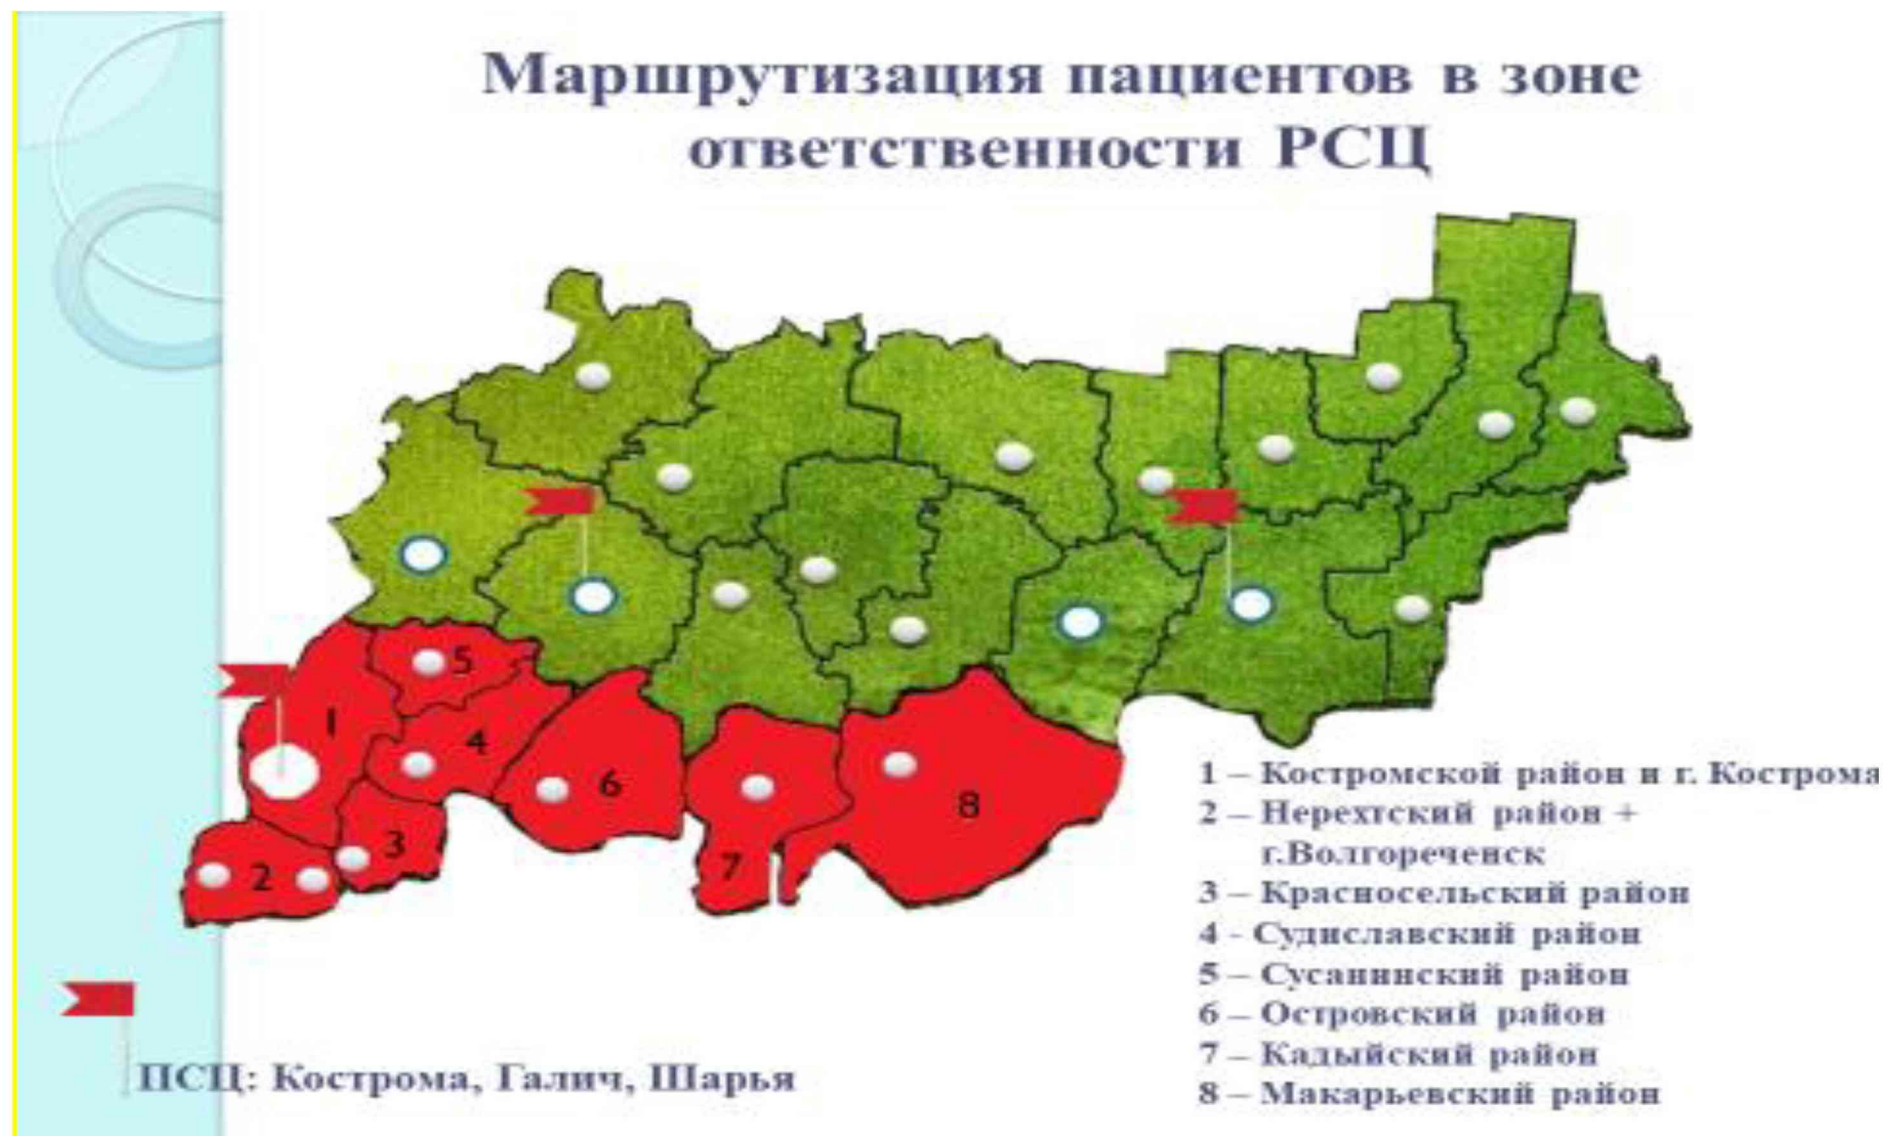 Маршрутизация пациентов в зоне
ответственности РСЦ
5
1
4
6
8
3
2
7
1 – Костромской район и г. Кострома
2 – Нерехтский район +
г.Волгореченск
3 – Красносельский район
4 - Судиславский район
5 – Сусанинский район
6 – Островский район
7 – Кадыйский район
8 – Макарьевский район
ПСЦ: Кострома, Галич, Шарья